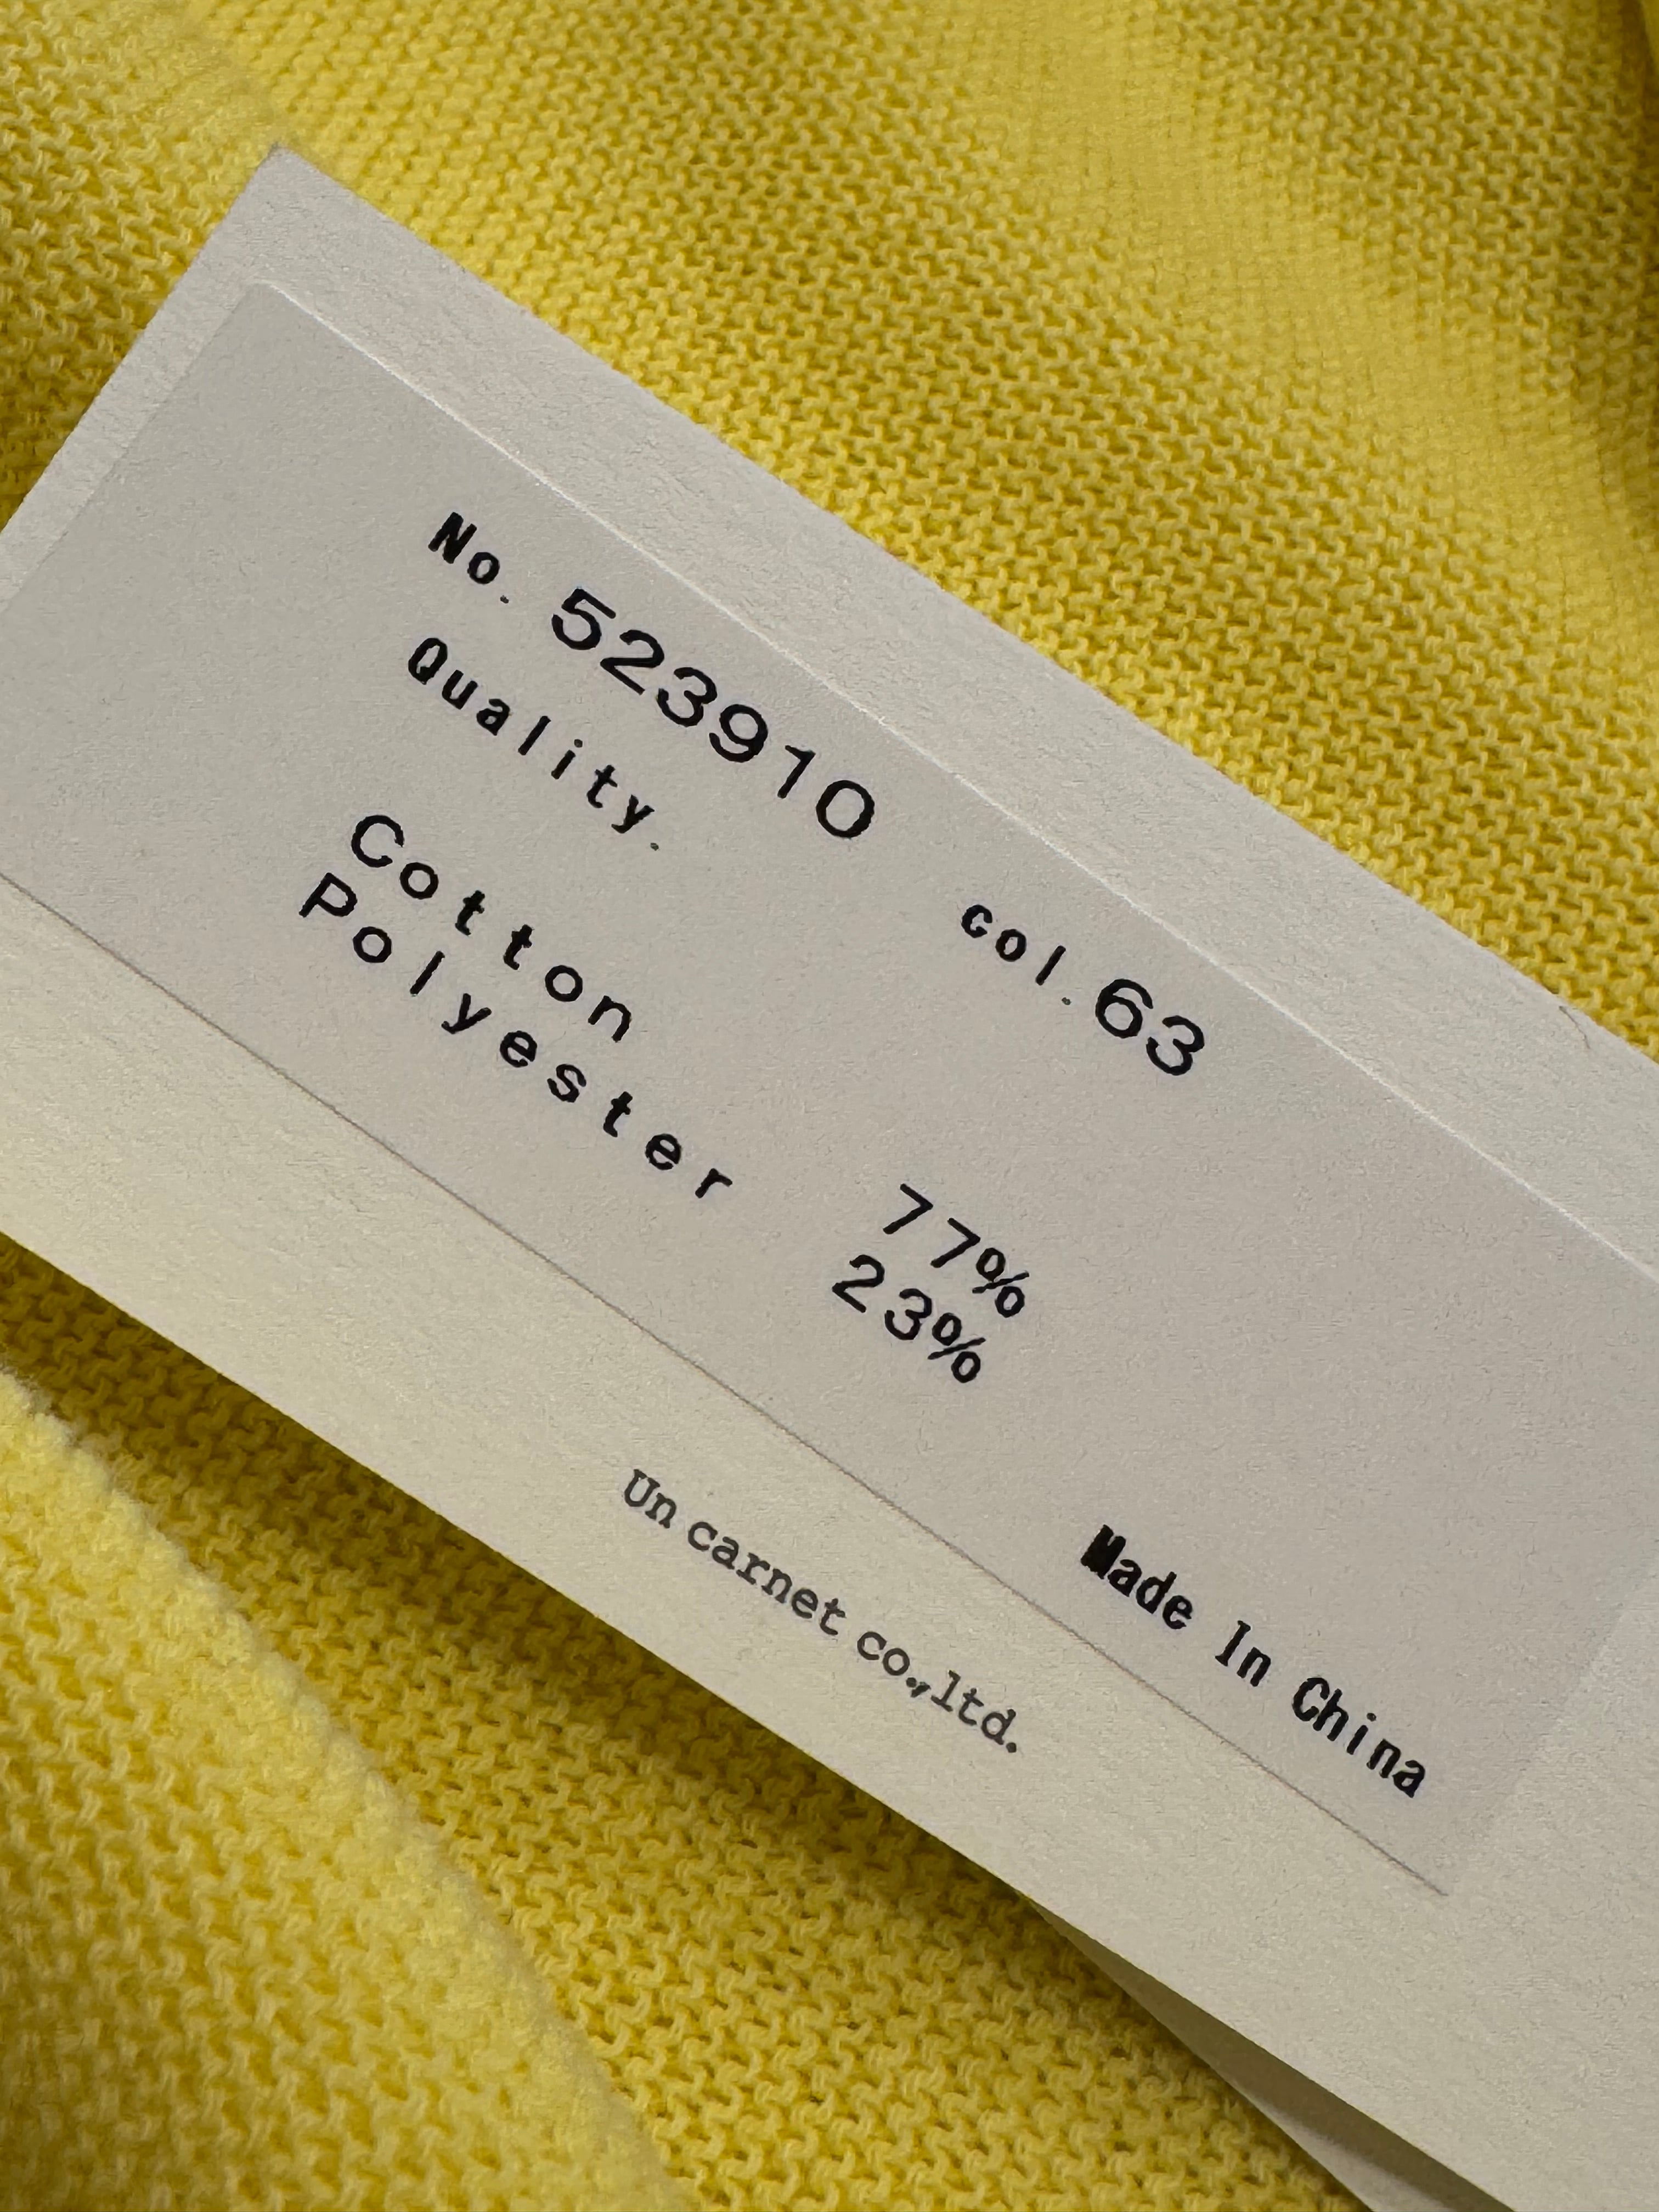 No. 523910 col.63
Quality.
Cotton 77%
Polyester 23%
Made In China
Un carnet co.,ltd.